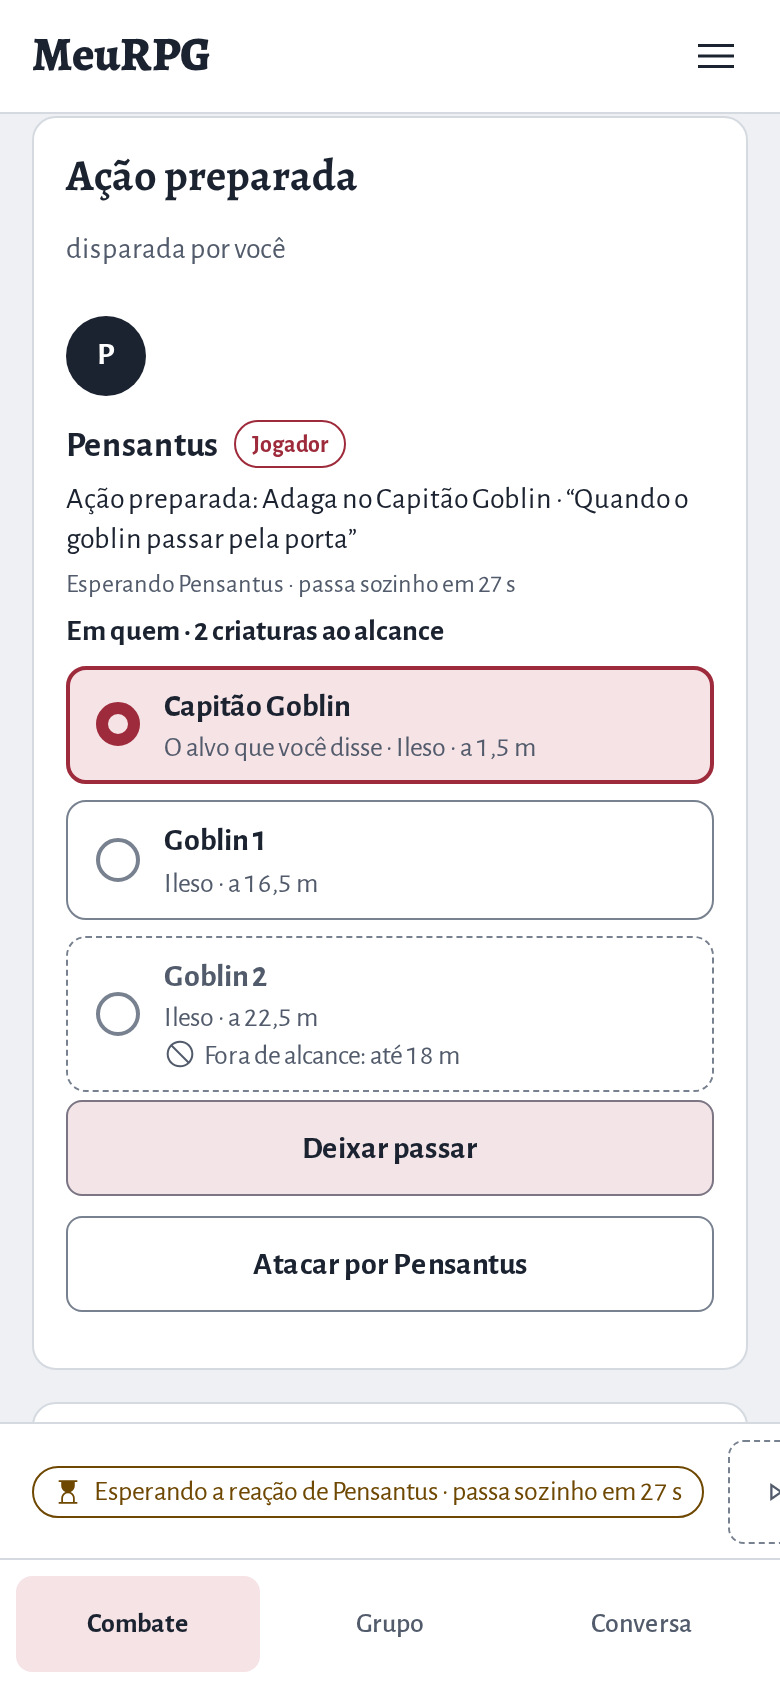 MeuRPG
Ação preparada
disparada por você
P
Pensantus
Jogador
Ação preparada: Adaga no Capitão Goblin · “Quando o
goblin passar pela porta”
Esperando Pensantus · passa sozinho em 27 s
Em quem · 2 criaturas ao alcance
Capitão Goblin
O alvo que você disse · Ileso · a 1,5 m
Goblin 1
Ileso · a 16,5 m
Goblin 2
Ileso · a 22,5 m
Fora de alcance: até 18 m
Deixar passar
Atacar por Pensantus
Esperando a reação de Pensantus · passa sozinho em 27 s
Combate
Grupo
Conversa